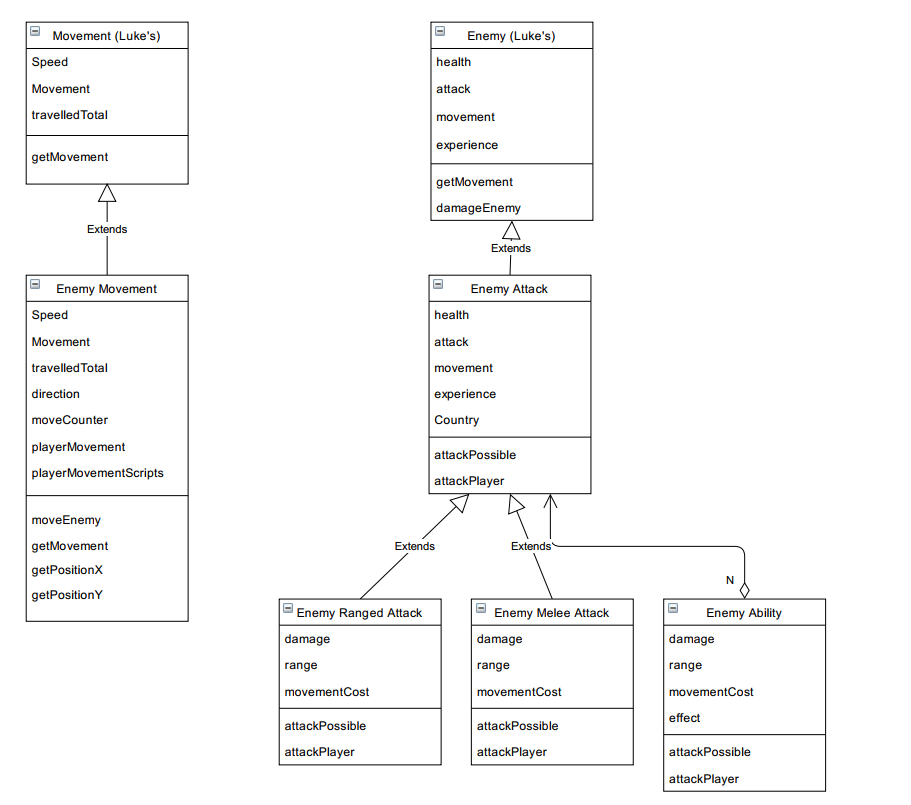 Movement (Luke's)
Speed
Movement
travelledTotal
getMovement
Extends
Enemy Movement
Speed
Movement
travelledTotal
direction
moveCounter
playerMovement
playerMovementScripts
moveEnemy
getMovement
getPositionX
getPositionY
Enemy (Luke's)
health
attack
movement
experience
getMovement
damageEnemy
Extends
Enemy Attack
health
attack
movement
experience
Country
attackPossible
attackPlayer
Extends
Extends
N
Enemy Ranged Attack
damage
range
movementCost
attackPossible
attackPlayer
Enemy Melee Attack
damage
range
movementCost
attackPossible
attackPlayer
Enemy Ability
damage
range
movementCost
effect
attackPossible
attackPlayer